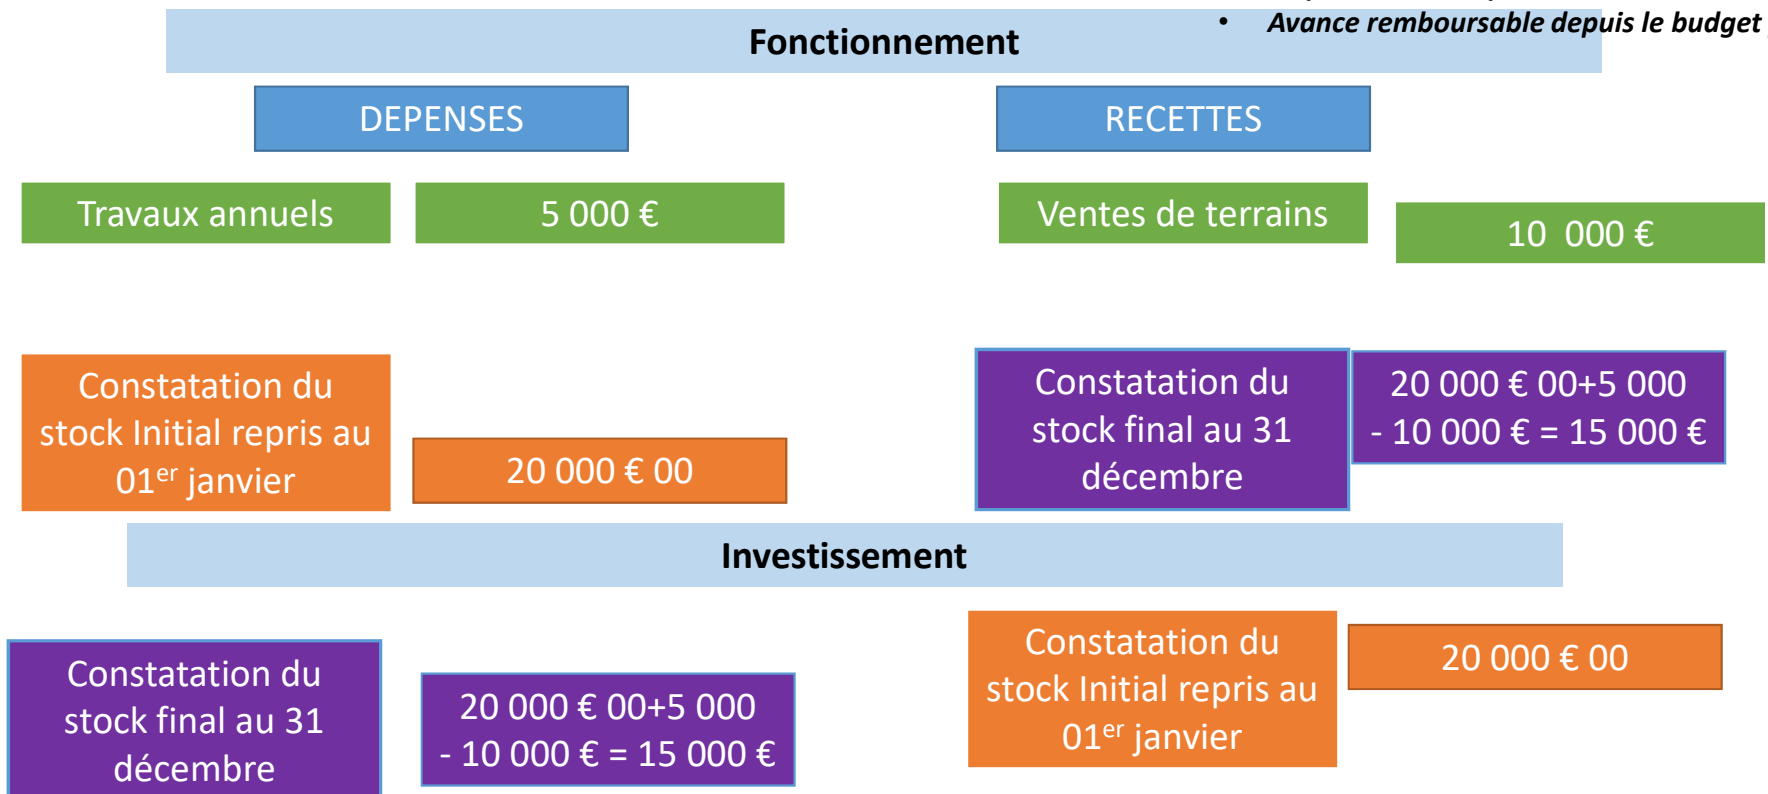 • Avance remboursable depuis le budget
Fonctionnement
DEPENSES
RECETTES
Travaux annuels
5 000 €
Ventes de terrains
10 000 €
Constatation du
stock Initial repris au
01er janvier
20 000 € 00
Constatation du
stock final au 31
décembre
20 000 € 00+5 000
- 10 000 € = 15 000 €
Investissement
Constatation du
stock final au 31
décembre
20 000 € 00+5 000
- 10 000 € = 15 000 €
Constatation du
stock Initial repris au
01er janvier
20 000 € 00